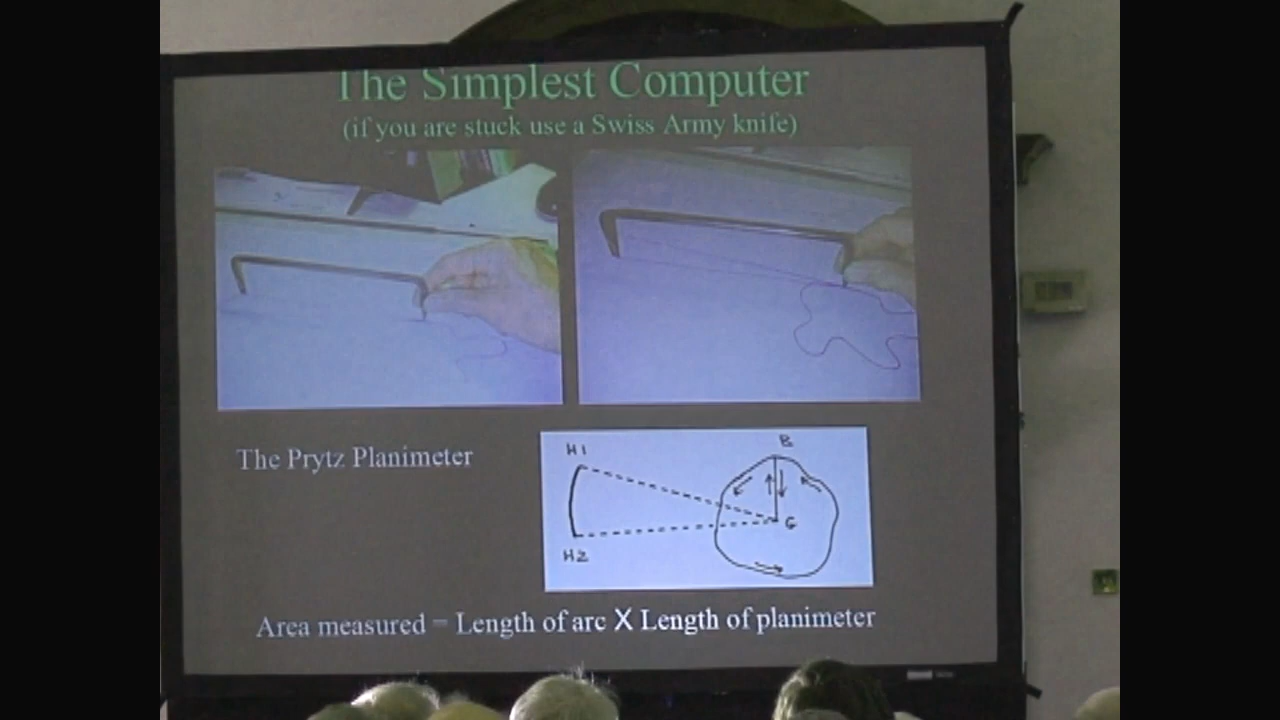 The Simplest Computer
(if you are stuck use a Swiss Army knife)
The Prytz Planimeter
H1
B
G
H2
Area measured = Length of arc X Length of planimeter